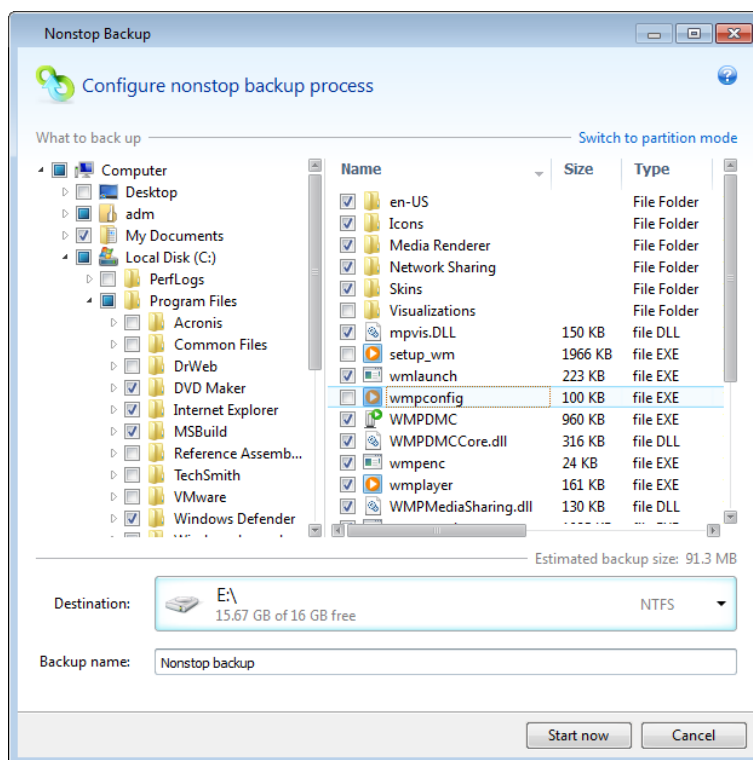 Nonstop Backup
Configure nonstop backup process
What to back up
Switch to partition mode
Computer
Desktop
adm
My Documents
Local Disk (C:)
PerfLogs
Program Files
Acronis
Common Files
DrWeb
DVD Maker
Internet Explorer
MSBuild
Reference Assemb...
TechSmith
VMware
Windows Defender
Name Size Type
en-US File Folder
Icons File Folder
Media Renderer File Folder
Network Sharing File Folder
Skins File Folder
Visualizations File Folder
mpvis.DLL 150 KB file DLL
setup_wm 1966 KB file EXE
wmlaunch 223 KB file EXE
wmpconfig 100 KB file EXE
WMPDMC 960 KB file EXE
WMPDMCCore.dll 316 KB file DLL
wmpenc 24 KB file EXE
wmplayer 161 KB file EXE
WMPMediaSharing.dll 130 KB file DLL
Estimated backup size: 91.3 MB
Destination:
E:\
15.67 GB of 16 GB free
NTFS
Backup name:
Nonstop backup
Start now
Cancel